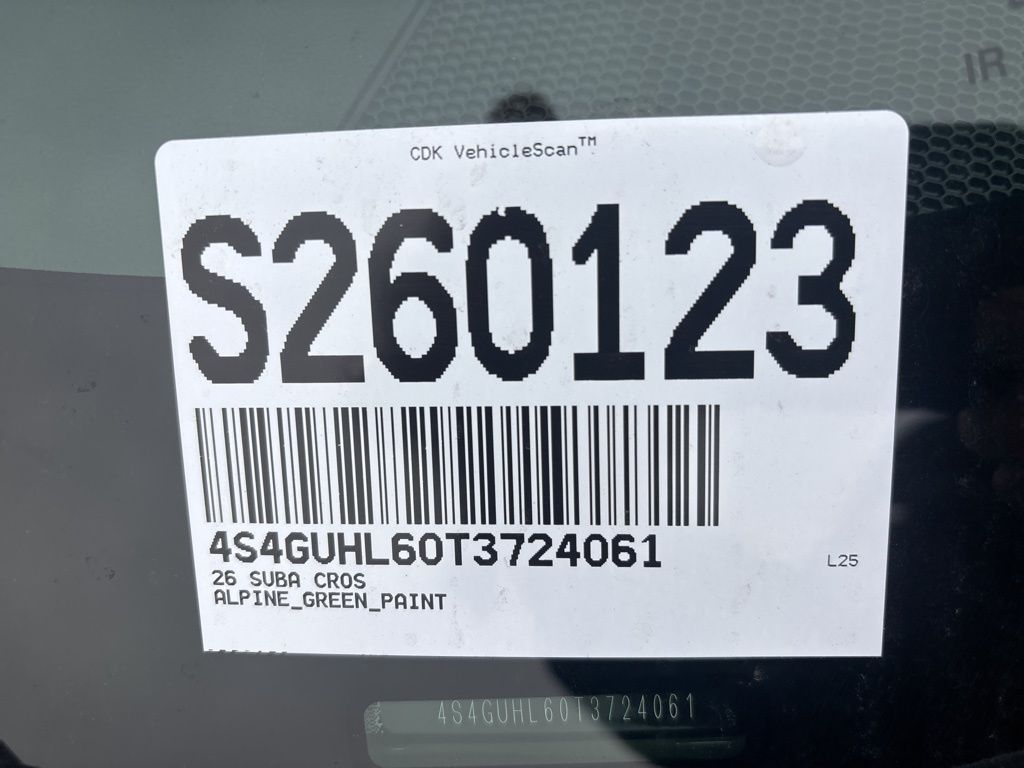 IR
CDK VehicleScan™
S260123
4S4GUHL60T3724061
L25
26 SUBA CROS
ALPINE_GREEN_PAINT
4S4GUHL60T3724061